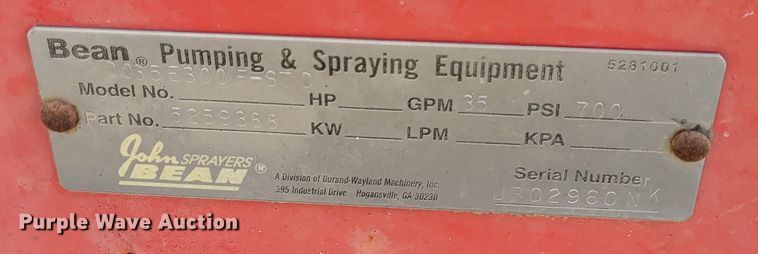 Bean® Pumping & Spraying Equipment 5281001
Model No. HP GPM 35 PSI 700
Part No. 5259388 KW LPM KPA
John SPRAYERS
BEAN®
A Division of Durand-Wayland Machinery, Inc.
395 Industrial Drive Hogansville, GA 30230
Serial Number
Purple Wave Auction